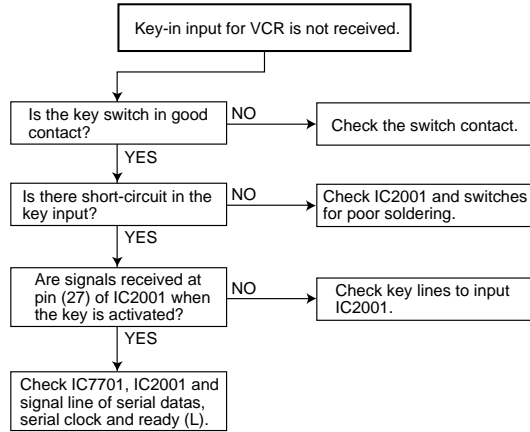 Key-in input for VCR is not received.
Is the key switch in good
contact?
NO
Check the switch contact.
YES
Is there short-circuit in the
key input?
NO
Check IC2001 and switches
for poor soldering.
YES
Are signals received at
pin (27) of IC2001 when
the key is activated?
NO
Check key lines to input
IC2001.
YES
Check IC7701, IC2001 and
signal line of serial datas,
serial clock and ready (L).